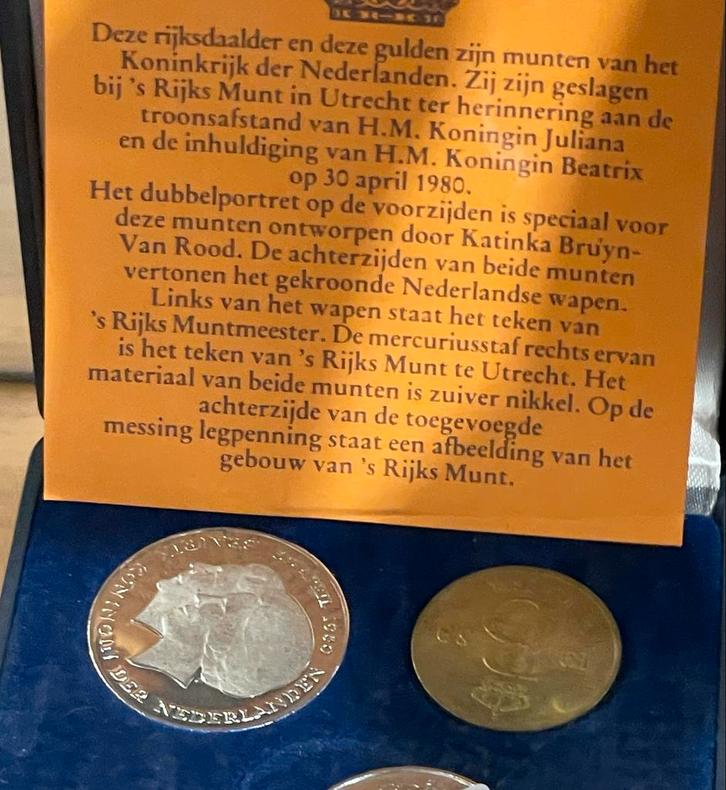 Deze rijksdaalder en deze gulden zijn munten van het
Koninkrijk der Nederlanden. Zij zijn geslagen
bij 's Rijks Munt in Utrecht ter herinnering aan de
troonsafstand van H.M. Koningin Juliana
en de inhuldiging van H.M. Koningin Beatrix
op 30 april 1980.
Het dubbelportret op de voorzijden is speciaal voor
deze munten ontworpen door Katinka Bruyn-
Van Rood. De achterzijden van beide munten
vertonen het gekroonde Nederlandse wapen.
Links van het wapen staat het teken van
's Rijks Muntmeester. De mercuriusstaf rechts ervan
is het teken van 's Rijks Munt te Utrecht. Het
materiaal van beide munten is zuiver nikkel. Op de
achterzijde van de toegevoegde
messing legpenning staat een afbeelding van het
gebouw van 's Rijks Munt.
DER NEDERLANDEN
1980